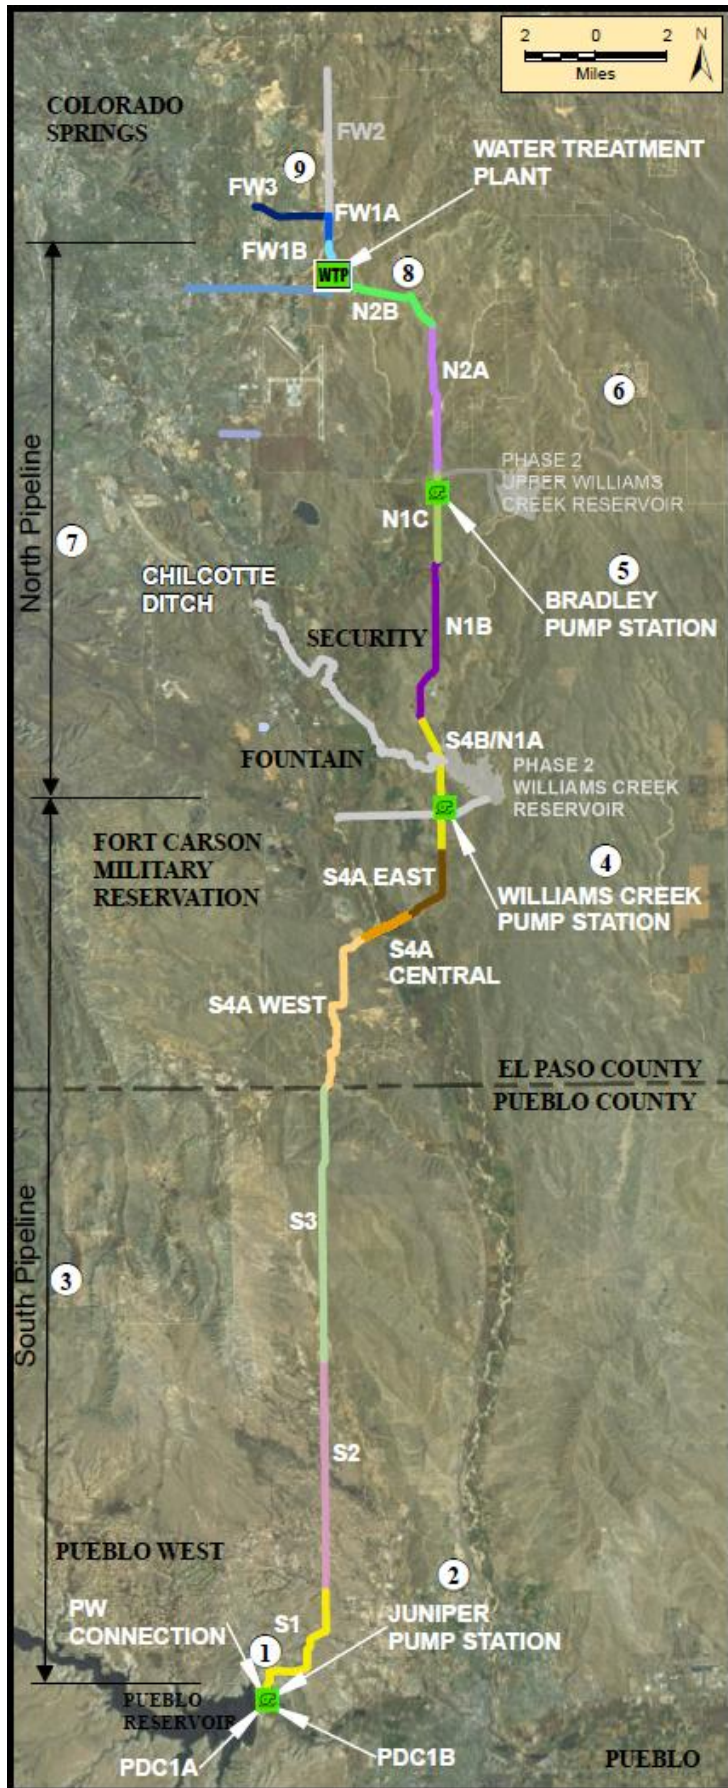 2 0 2 N
Miles
COLORADO
SPRINGS
FW2
WATER TREATMENT
PLANT
9
FW3
FW1A
FW1B
WTP
8
N2B
N2A
6
PHASE 2
UPPER WILLIAMS
CREEK RESERVOIR
North Pipeline
7
N1C
5
BRADLEY
PUMP STATION
CHILCOTTE
DITCH
N1B
SECURITY
S4B/N1A
FOUNTAIN
PHASE 2
WILLIAMS CREEK
RESERVOIR
FORT CARSON
MILITARY
RESERVATION
4
S4A EAST
WILLIAMS CREEK
PUMP STATION
S4A
CENTRAL
S4A WEST
EL PASO COUNTY
PUEBLO COUNTY
S3
South Pipeline
3
S2
PUEBLO WEST
2
PW
CONNECTION
S1
JUNIPER
PUMP STATION
1
PUEBLO
RESERVOIR
PDC1A
PDC1B
PUEBLO